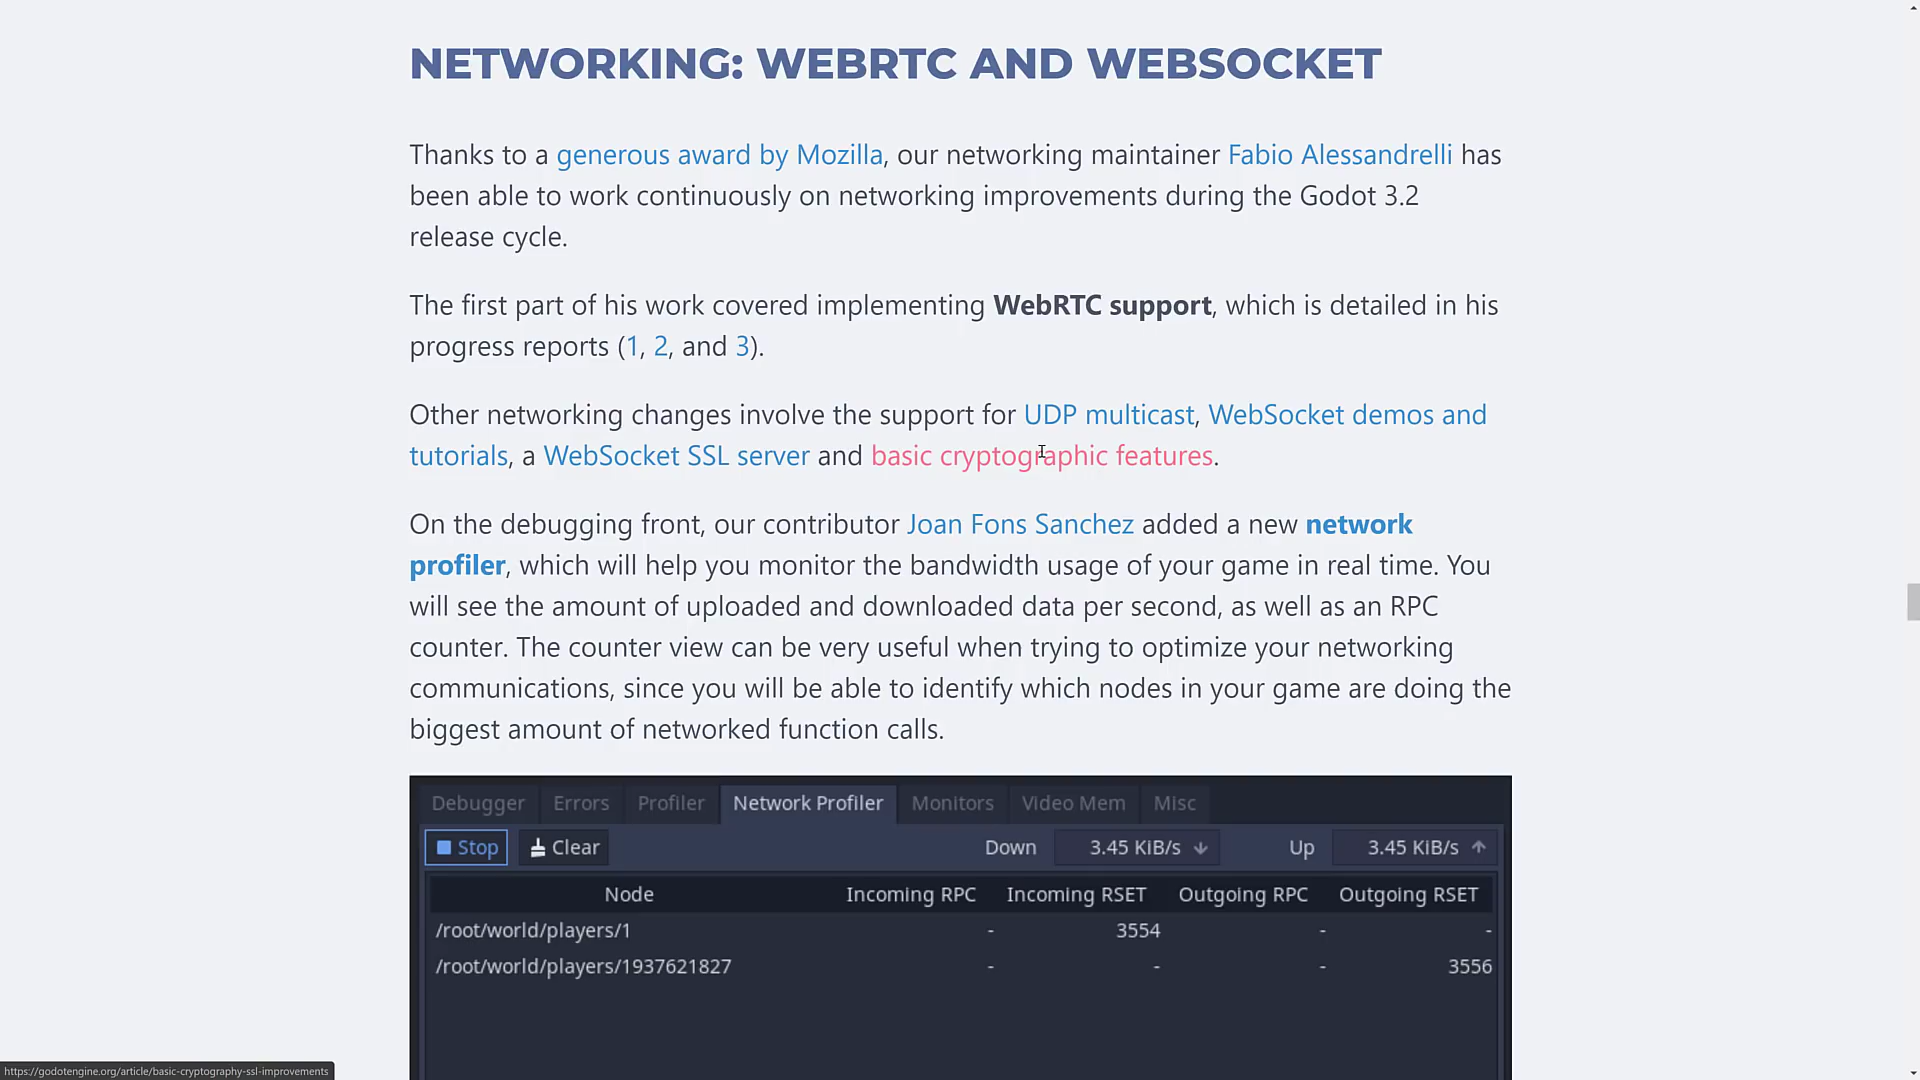 NETWORKING: WEBRTC AND WEBSOCKET
Thanks to a generous award by Mozilla, our networking maintainer Fabio Alessandrelli has
been able to work continuously on networking improvements during the Godot 3.2
release cycle.
The first part of his work covered implementing WebRTC support, which is detailed in his
progress reports (1, 2, and 3).
Other networking changes involve the support for UDP multicast, WebSocket demos and
tutorials, a WebSocket SSL server and basic cryptographic features.
On the debugging front, our contributor Joan Fons Sanchez added a new network
profiler, which will help you monitor the bandwidth usage of your game in real time. You
will see the amount of uploaded and downloaded data per second, as well as an RPC
counter. The counter view can be very useful when trying to optimize your networking
communications, since you will be able to identify which nodes in your game are doing the
biggest amount of networked function calls.
Debugger Errors Profiler Network Profiler Monitors Video Mem Misc
Stop Clear Down 3.45 KiB/s Up 3.45 KiB/s
Node Incoming RPC Incoming RSET Outgoing RPC Outgoing RSET
/root/world/players/1 - 3554 - -
/root/world/players/1937621827 - - - 3556
https://godotengine.org/article/basic-cryptography-ssl-improvements